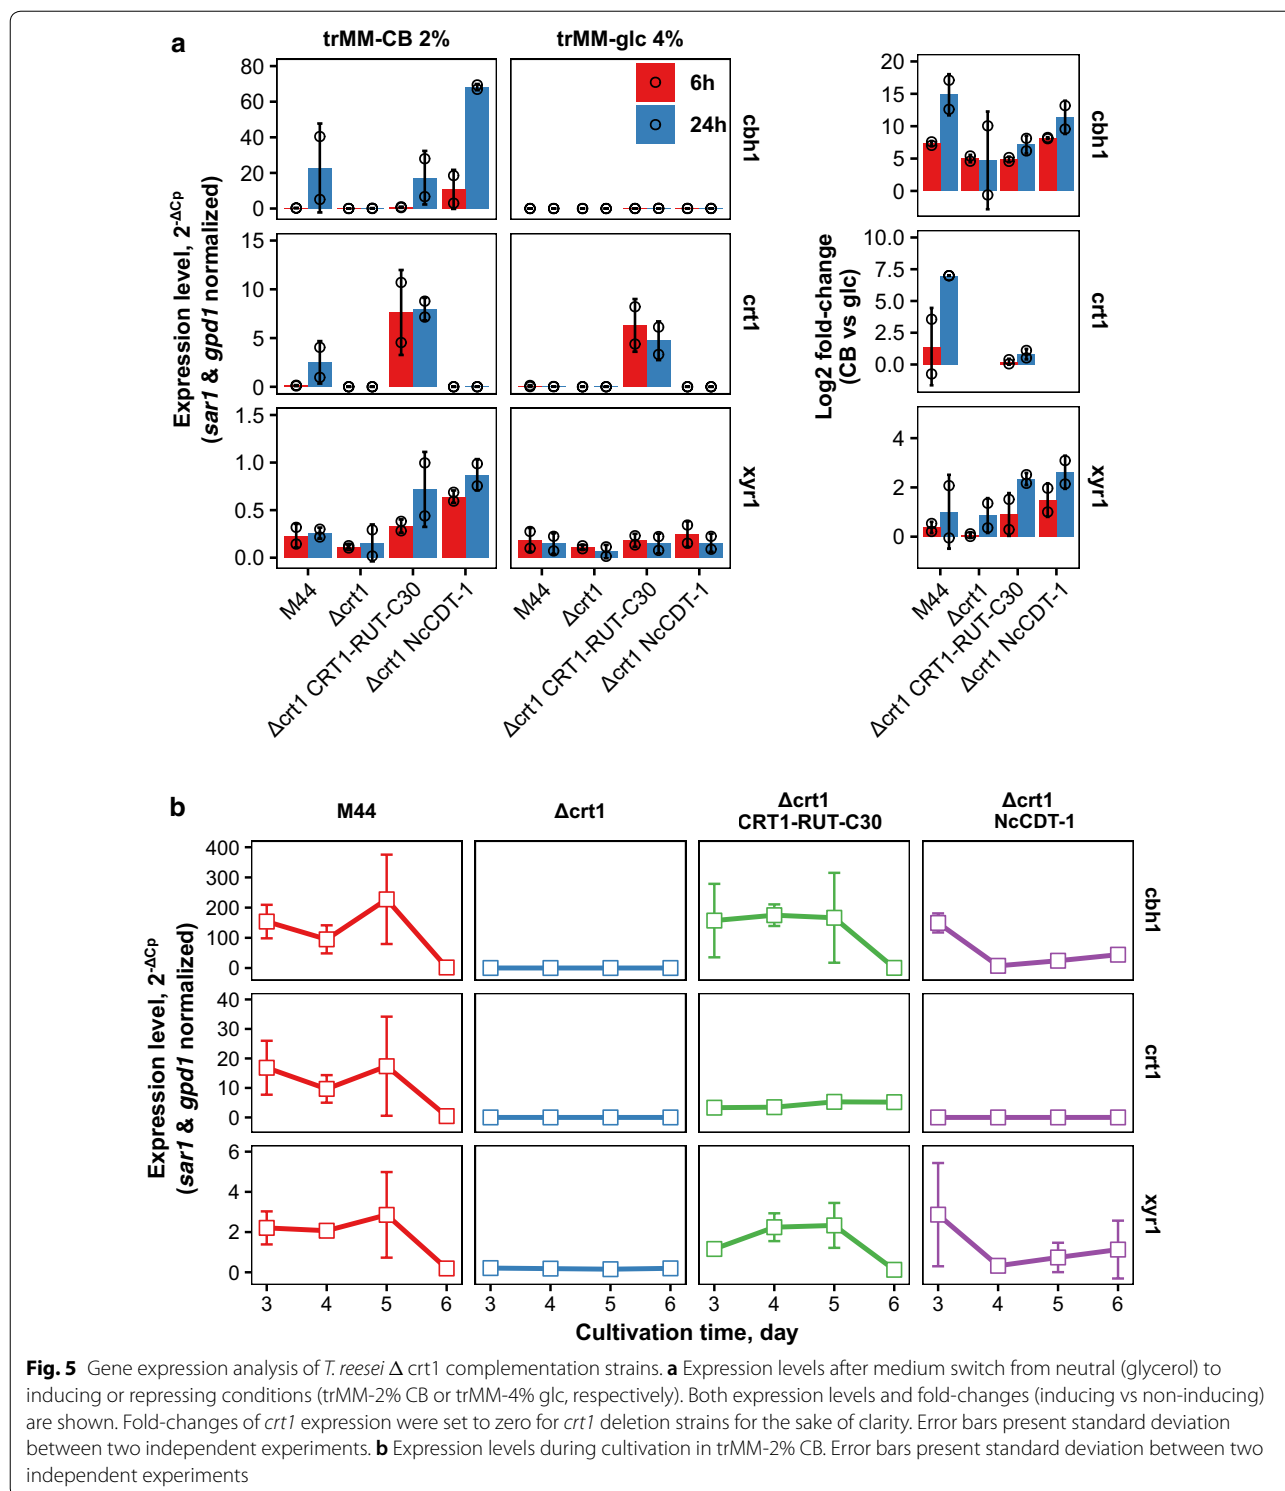 a
trMM-CB 2%
trMM-glc 4%
80
60
40
20
0
6h
24h
cbh1
20
15
10
5
0
cbh1
Expression level, 2^-ΔCp
(sar1 & gpd1 normalized)
15
10
5
0
crt1
Log2 fold-change
(CB vs glc)
10.0
7.5
5.0
2.5
0.0
crt1
1.5
1.0
0.5
0.0
xyr1
4
2
0
xyr1
M44
Δcrt1
Δcrt1 CRT1-RUT-C30
Δcrt1 NcCDT-1
M44
Δcrt1
Δcrt1 CRT1-RUT-C30
Δcrt1 NcCDT-1
M44
Δcrt1
Δcrt1 CRT1-RUT-C30
Δcrt1 NcCDT-1
b
M44
Δcrt1
Δcrt1
CRT1-RUT-C30
Δcrt1
NcCDT-1
400
300
200
100
0
cbh1
Expression level, 2^-ΔCp
(sar1 & gpd1 normalized)
40
30
20
10
0
crt1
6
4
2
0
xyr1
3 4 5 6
3 4 5 6
3 4 5 6
3 4 5 6
Cultivation time, day
Fig. 5 Gene expression analysis of T. reesei Δ crt1 complementation strains. a Expression levels after medium switch from neutral (glycerol) to
inducing or repressing conditions (trMM-2% CB or trMM-4% glc, respectively). Both expression levels and fold-changes (inducing vs non-inducing)
are shown. Fold-changes of crt1 expression were set to zero for crt1 deletion strains for the sake of clarity. Error bars present standard deviation
between two independent experiments. b Expression levels during cultivation in trMM-2% CB. Error bars present standard deviation between two
independent experiments